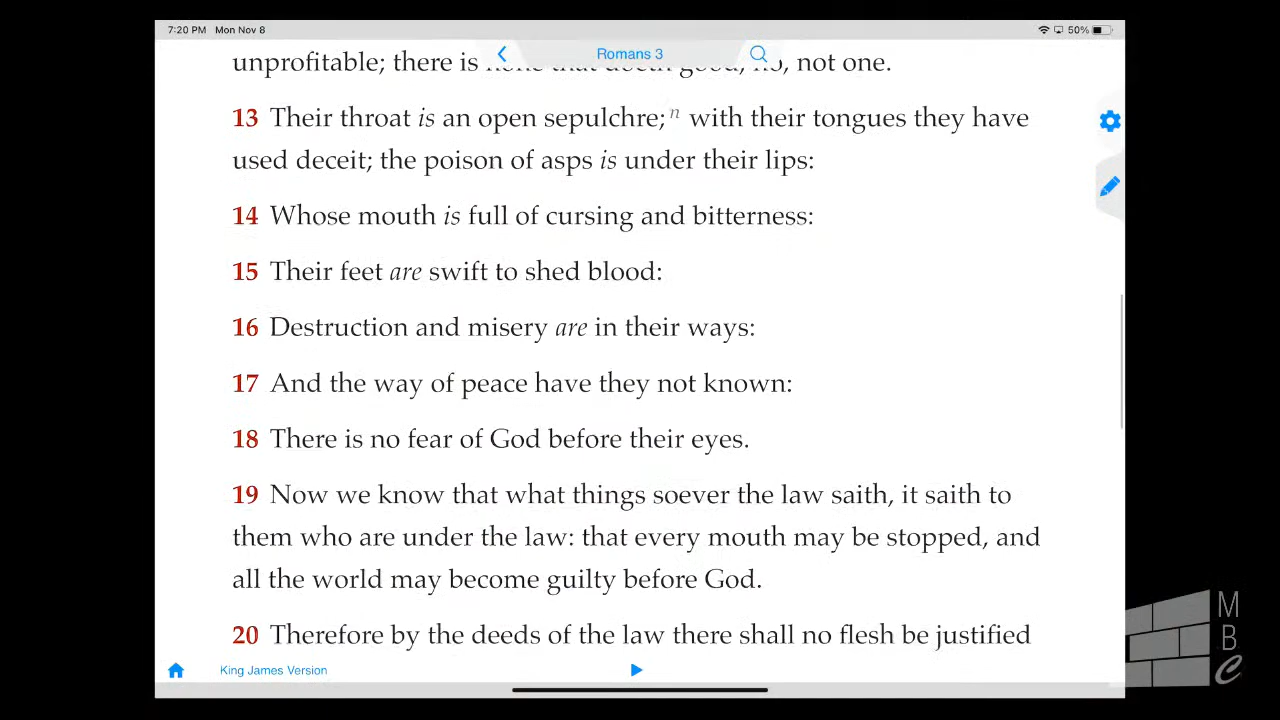 7:20 PM Mon Nov 8
50%
Romans 3
unprofitable; there is none that doeth good, no, not one.
13 Their throat is an open sepulchre;n with their tongues they have
used deceit; the poison of asps is under their lips:
14 Whose mouth is full of cursing and bitterness:
15 Their feet are swift to shed blood:
16 Destruction and misery are in their ways:
17 And the way of peace have they not known:
18 There is no fear of God before their eyes.
19 Now we know that what things soever the law saith, it saith to
them who are under the law: that every mouth may be stopped, and
all the world may become guilty before God.
20 Therefore by the deeds of the law there shall no flesh be justified
King James Version
M
B
C